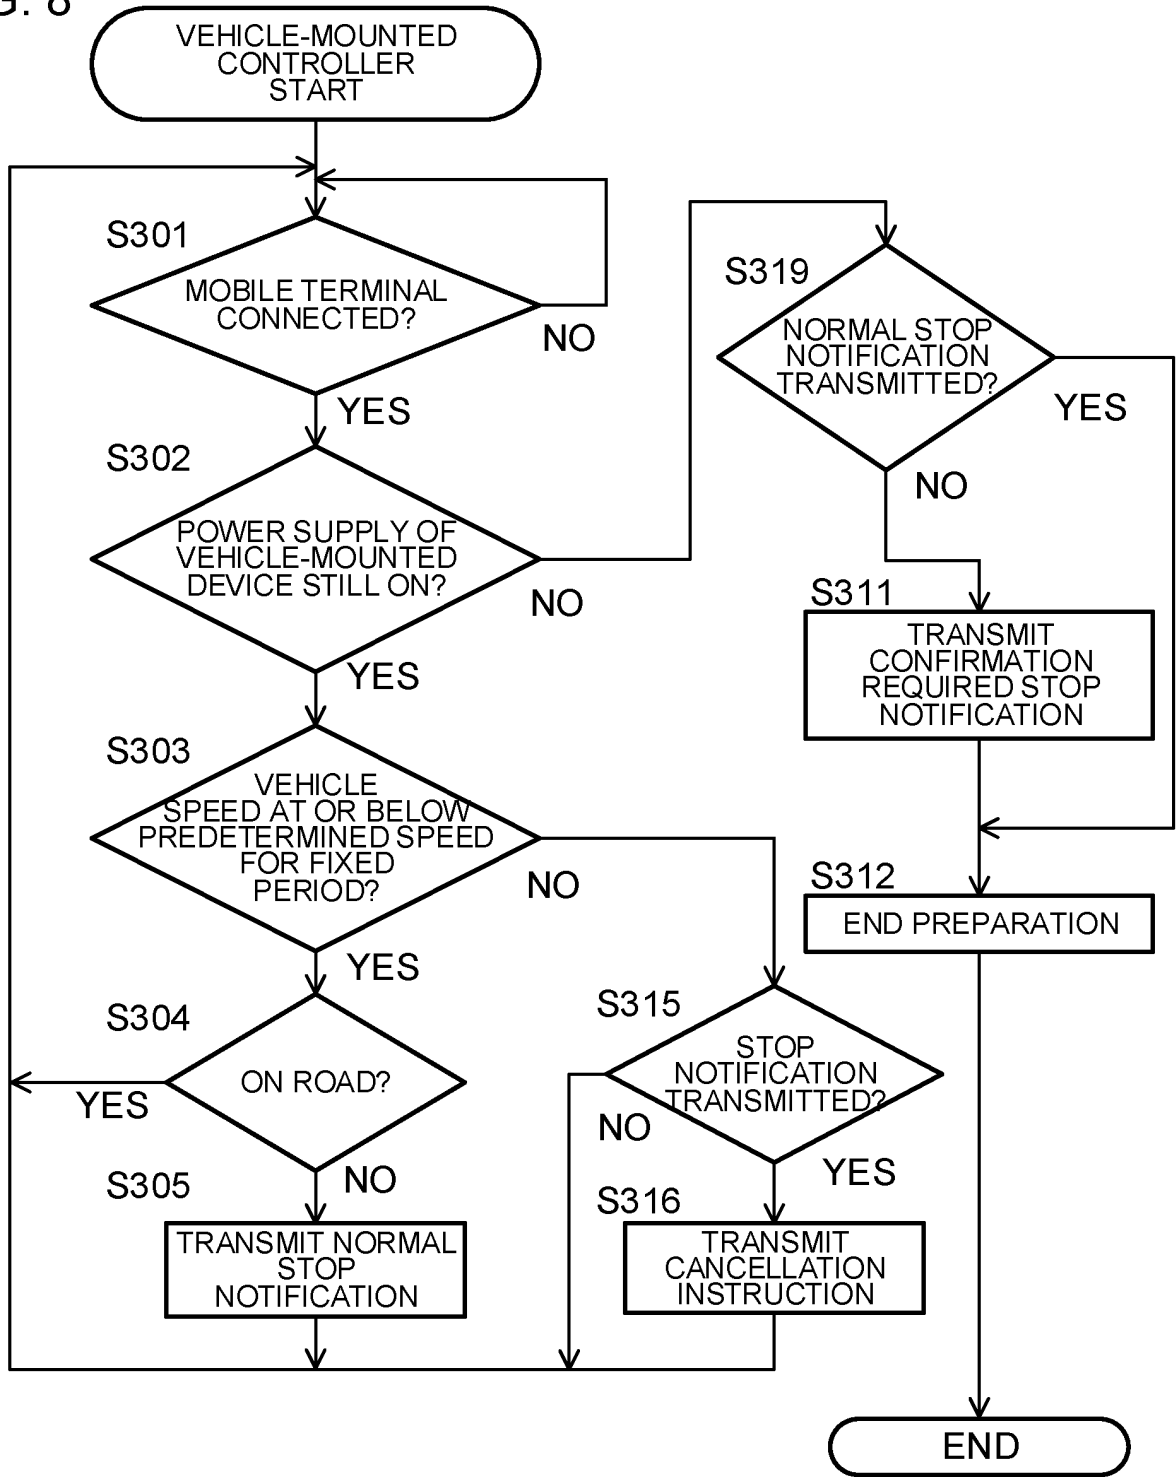 G. 8
VEHICLE-MOUNTED
CONTROLLER
START
S301
MOBILE TERMINAL
CONNECTED?
NO
YES
S302
POWER SUPPLY OF
VEHICLE-MOUNTED
DEVICE STILL ON?
NO
YES
S303
VEHICLE
SPEED AT OR BELOW
PREDETERMINED SPEED
FOR FIXED
PERIOD?
NO
YES
S304
ON ROAD?
YES
NO
S305
TRANSMIT NORMAL
STOP
NOTIFICATION
S315
STOP
NOTIFICATION
TRANSMITTED?
NO
YES
S316
TRANSMIT
CANCELLATION
INSTRUCTION
S319
NORMAL STOP
NOTIFICATION
TRANSMITTED?
YES
NO
S311
TRANSMIT
CONFIRMATION
REQUIRED STOP
NOTIFICATION
S312
END PREPARATION
END